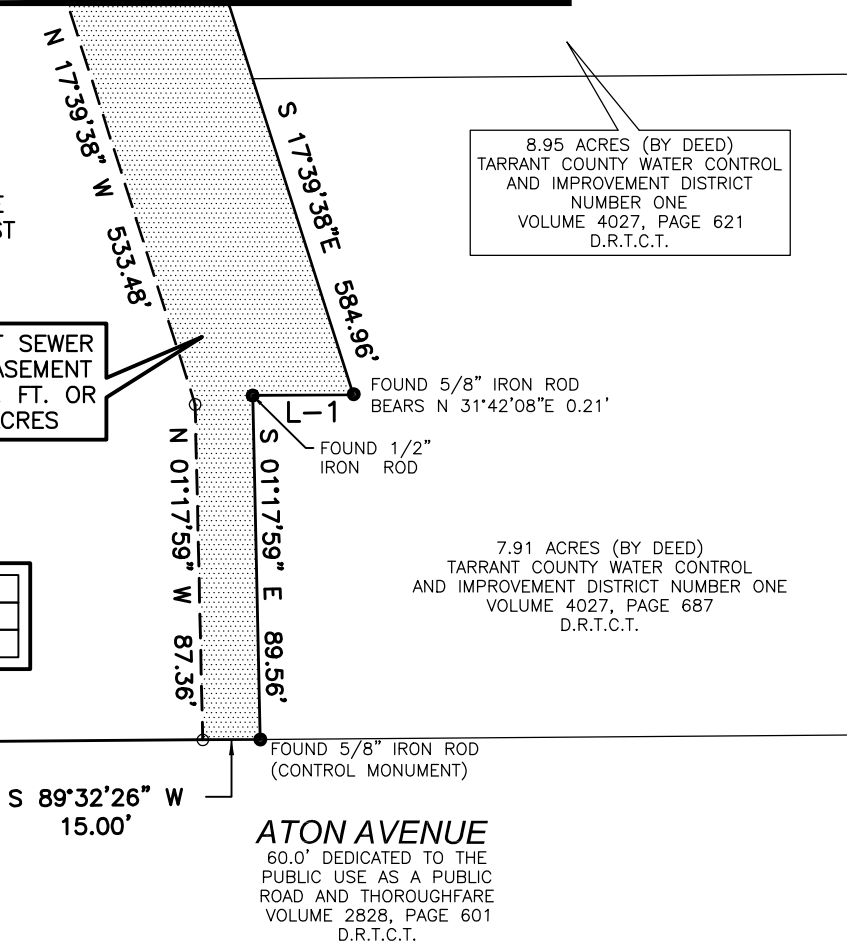 N 17°39'38" W 533.48'
S 17°39'38"E 584.96'
8.95 ACRES (BY DEED)
TARRANT COUNTY WATER CONTROL
AND IMPROVEMENT DISTRICT
NUMBER ONE
VOLUME 4027, PAGE 621
D.R.T.C.T.
SEWER
FT. OR
FOUND 5/8" IRON ROD
BEARS N 31°42'08"E 0.21'
L-1
FOUND 1/2"
IRON ROD
N 01°17'59" W 87.36'
S 01°17'59" E 89.56'
7.91 ACRES (BY DEED)
TARRANT COUNTY WATER CONTROL
AND IMPROVEMENT DISTRICT NUMBER ONE
VOLUME 4027, PAGE 687
D.R.T.C.T.
FOUND 5/8" IRON ROD
(CONTROL MONUMENT)
S 89°32'26" W
15.00'
ATON AVENUE
60.0' DEDICATED TO THE
PUBLIC USE AS A PUBLIC
ROAD AND THOROUGHFARE
VOLUME 2828, PAGE 601
D.R.T.C.T.